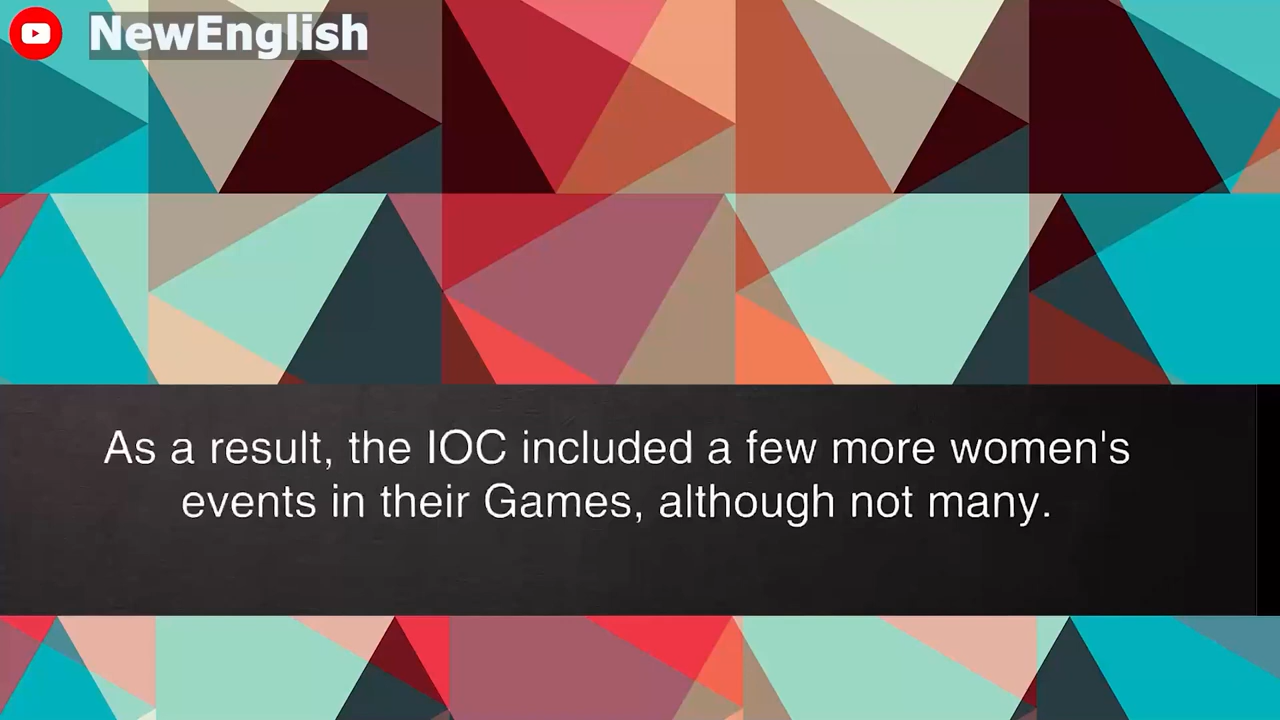 NewEnglish
As a result, the IOC included a few more women's
events in their Games, although not many.